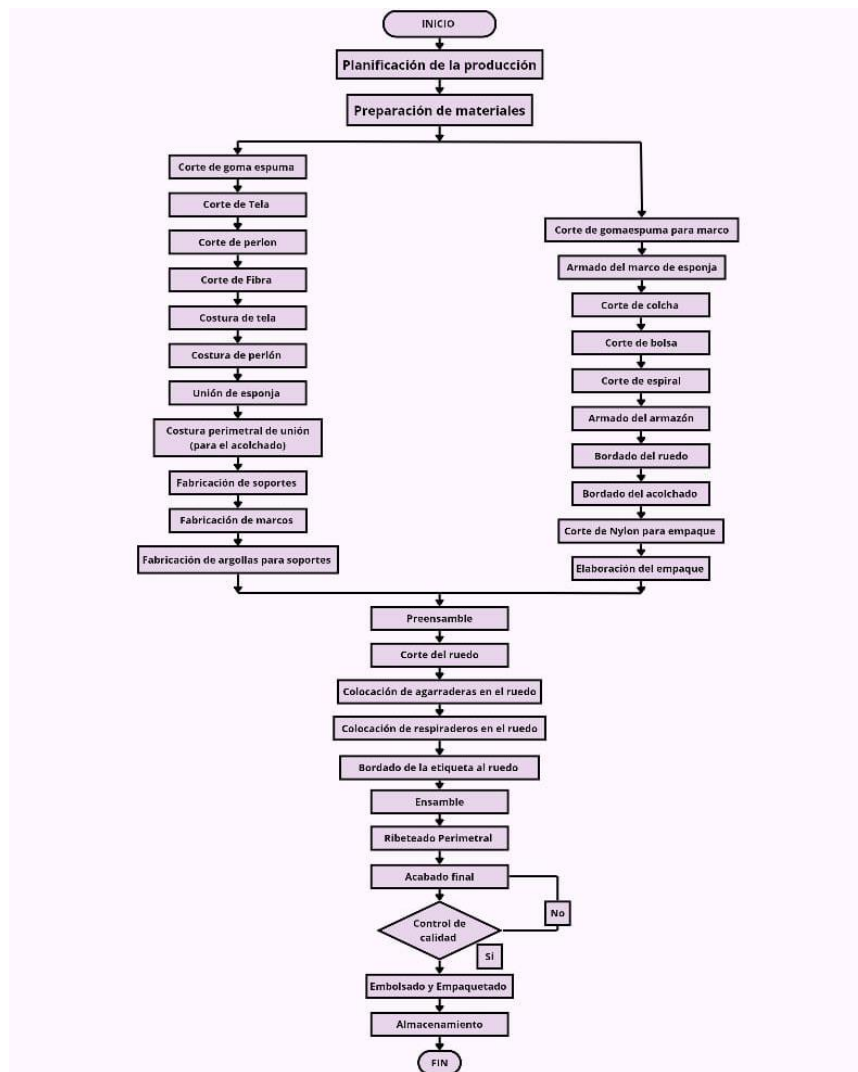 INICIO
Planificación de la producción
Preparación de materiales
Corte de goma espuma
Corte de Tela
Corte de perlon
Corte de Fibra
Costura de tela
Costura de perlón
Unión de esponja
Costura perimetral de unión
(para el acolchado)
Fabricación de soportes
Fabricación de marcos
Fabricación de argollas para soportes
Corte de gomaespuma para marco
Armado del marco de esponja
Corte de colcha
Corte de bolsa
Corte de espiral
Armado del armazón
Bordado del ruedo
Bordado del acolchado
Corte de Nylon para empaque
Elaboración del empaque
Preensamble
Corte del ruedo
Colocación de agarraderas en el ruedo
Colocación de respiraderos en el ruedo
Bordado de la etiqueta al ruedo
Ensamble
Ribeteado Perimetral
Acabado final
No
Control de
calidad
Si
Embolsado y Empaquetado
Almacenamiento
FIN